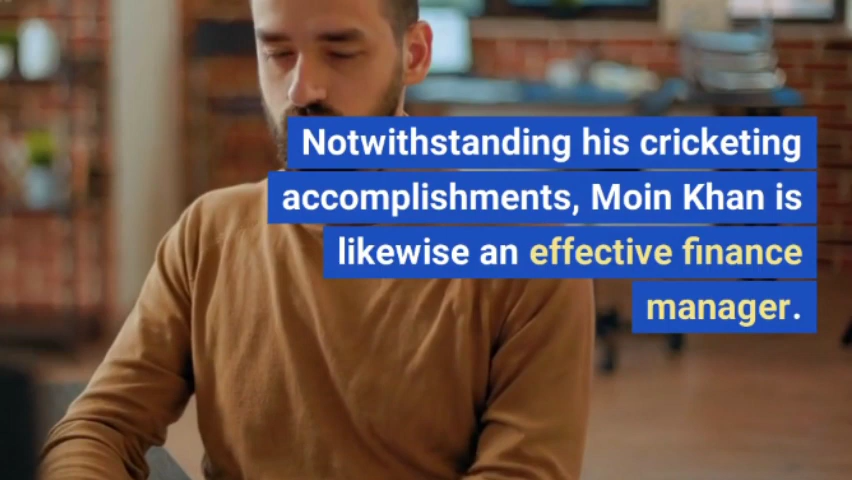 Notwithstanding his cricketing
accomplishments, Moin Khan is
likewise an effective finance
manager.